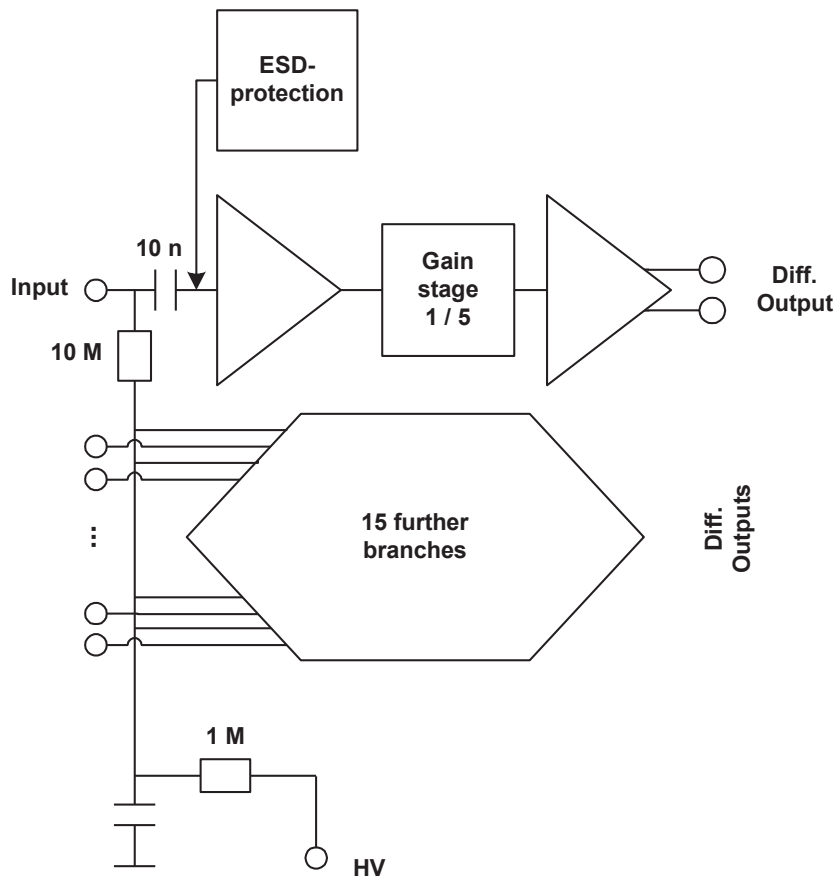 ESD-
protection
10 n
Input
Gain
stage
1 / 5
Diff.
Output
10 M
...
15 further
branches
Diff.
Outputs
1 M
HV